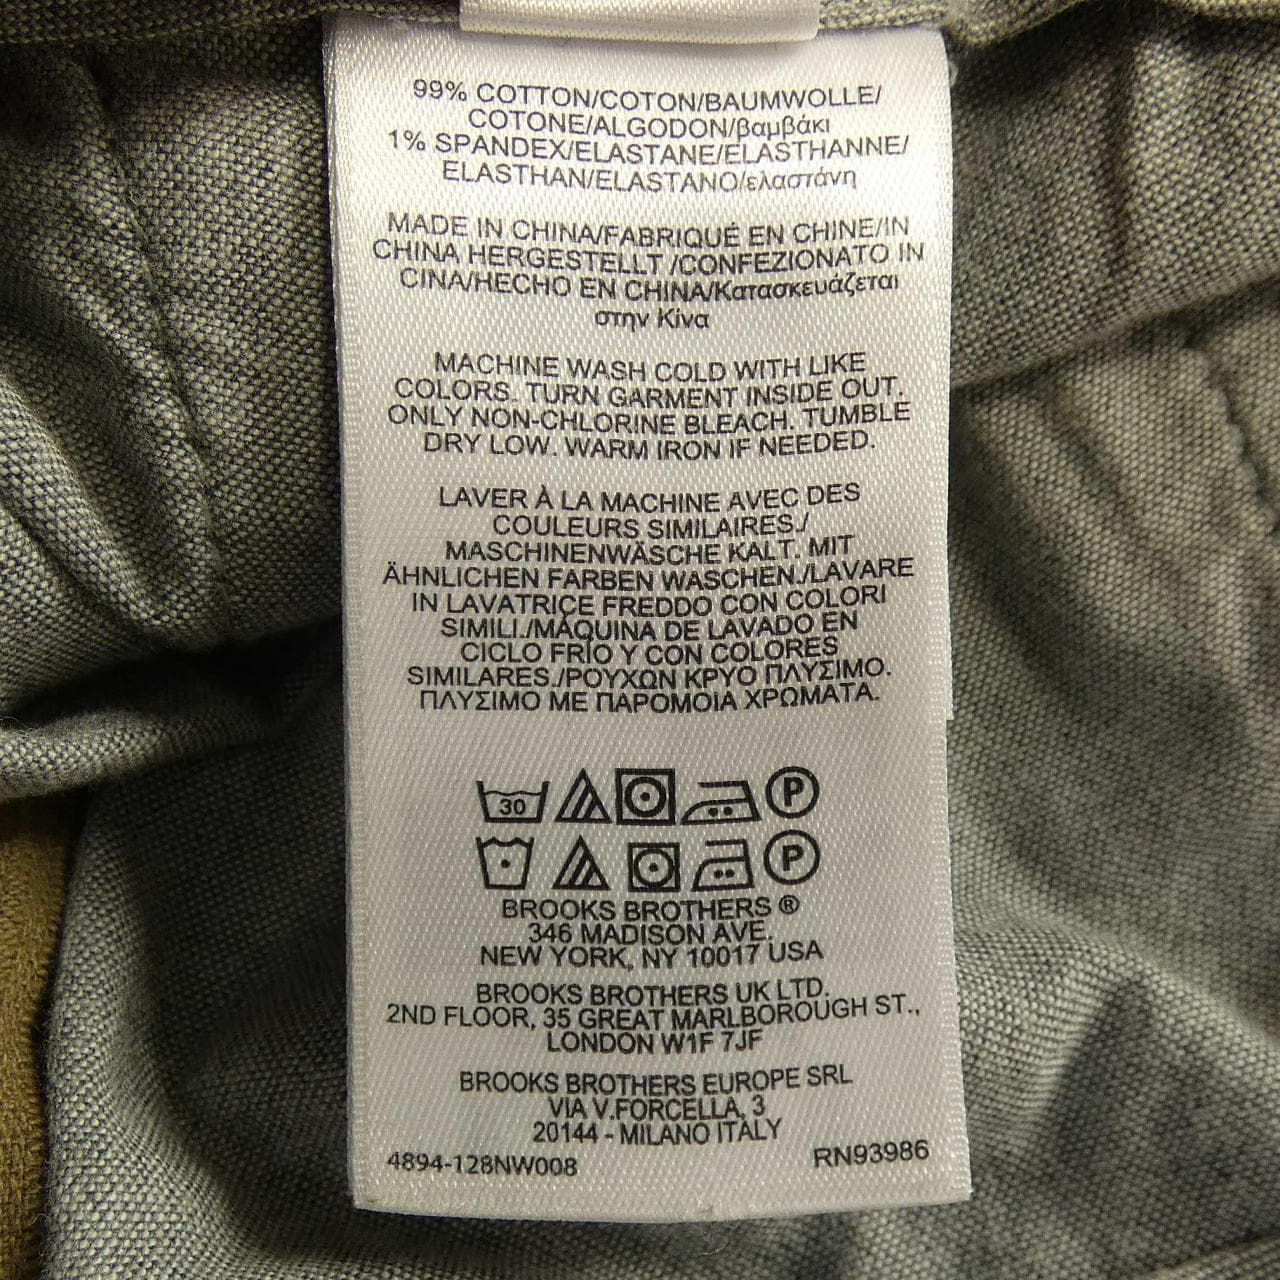 99% COTTON/COTON/BAUMWOLLE/
COTONE/ALGODON/βαμβάκι
1% SPANDEX/ELASTANE/ELASTHANNE/
ELASTHAN/ELASTANO/ελαστάνη
MADE IN CHINA/FABRIQUÉ EN CHINE/IN
CHINA HERGESTELLT /CONFEZIONATO IN
CINA/HECHO EN CHINA/Κατασκευάζεται
στην Κίνα
MACHINE WASH COLD WITH LIKE
COLORS. TURN GARMENT INSIDE OUT.
ONLY NON-CHLORINE BLEACH. TUMBLE
DRY LOW. WARM IRON IF NEEDED.
LAVER À LA MACHINE AVEC DES
COULEURS SIMILAIRES./
MASCHINENWÄSCHE KALT. MIT
ÄHNLICHEN FARBEN WASCHEN./LAVARE
IN LAVATRICE FREDDO CON COLORI
SIMILI./MÁQUINA DE LAVADO EN
CICLO FRÍO Y CON COLORES
SIMILARES./ΡΟΥΧΩΝ ΚΡΥΟ ΠΛΥΣΙΜΟ.
ΠΛΥΣΙΜΟ ΜΕ ΠΑΡΟΜΟΙΑ ΧΡΩΜΑΤΑ.
30 P
P
BROOKS BROTHERS ®
346 MADISON AVE.
NEW YORK, NY 10017 USA
BROOKS BROTHERS UK LTD.
2ND FLOOR, 35 GREAT MARLBOROUGH ST.,
LONDON W1F 7JF
BROOKS BROTHERS EUROPE SRL
VIA V.FORCELLA, 3
20144 - MILANO ITALY
4894-128NW008 RN93986